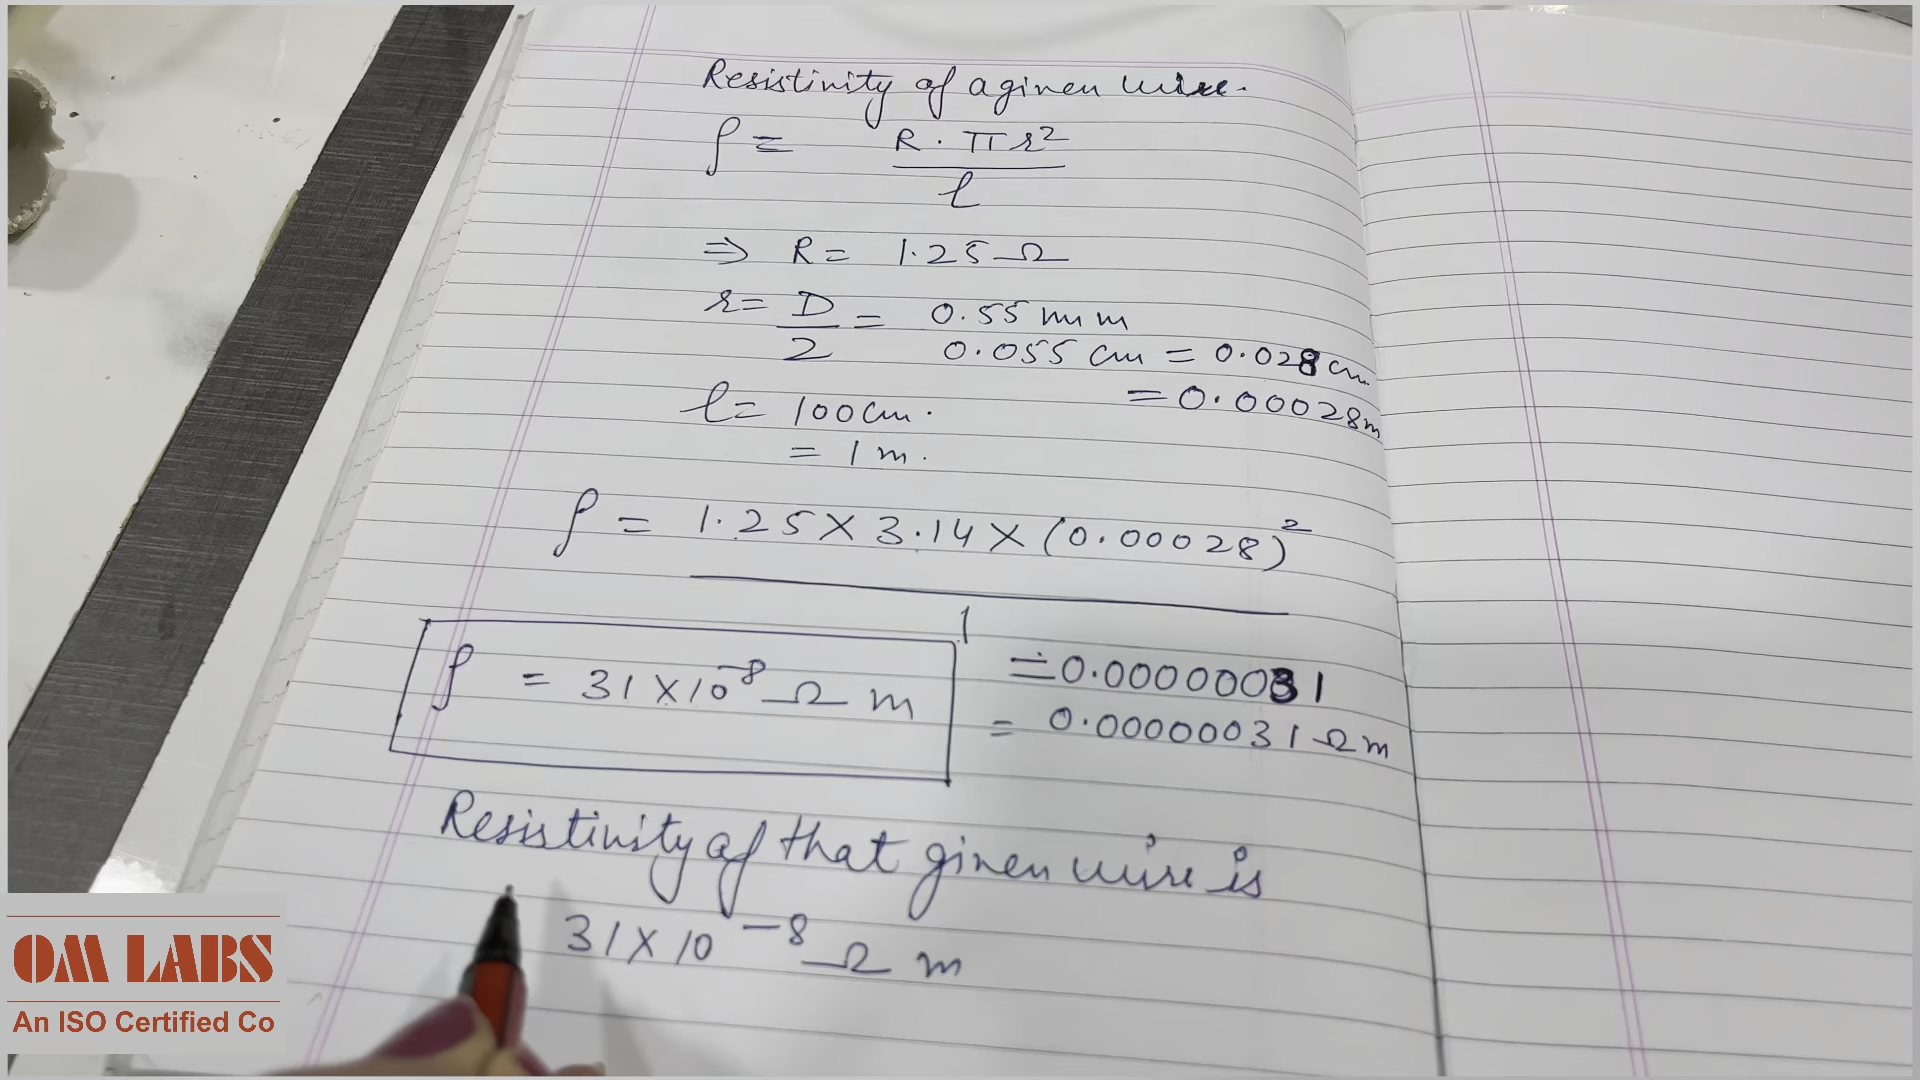 Resistivity of a given wire.
ρ = R . π r²
l
⇒ R = 1.25 Ω
r = D = 0.55 mm
2 0.055 cm = 0.028 cm
= 0.00028m
l = 100 cm.
= 1 m.
ρ = 1.25 X 3.14 X (0.00028)²
1
= 0.00000031
ρ = 31 X 10⁻⁸ Ω m
= 0.00000031 Ω m
Resistivity of that given wire is
31 X 10⁻⁸ Ω m
OM LABS
An ISO Certified Co